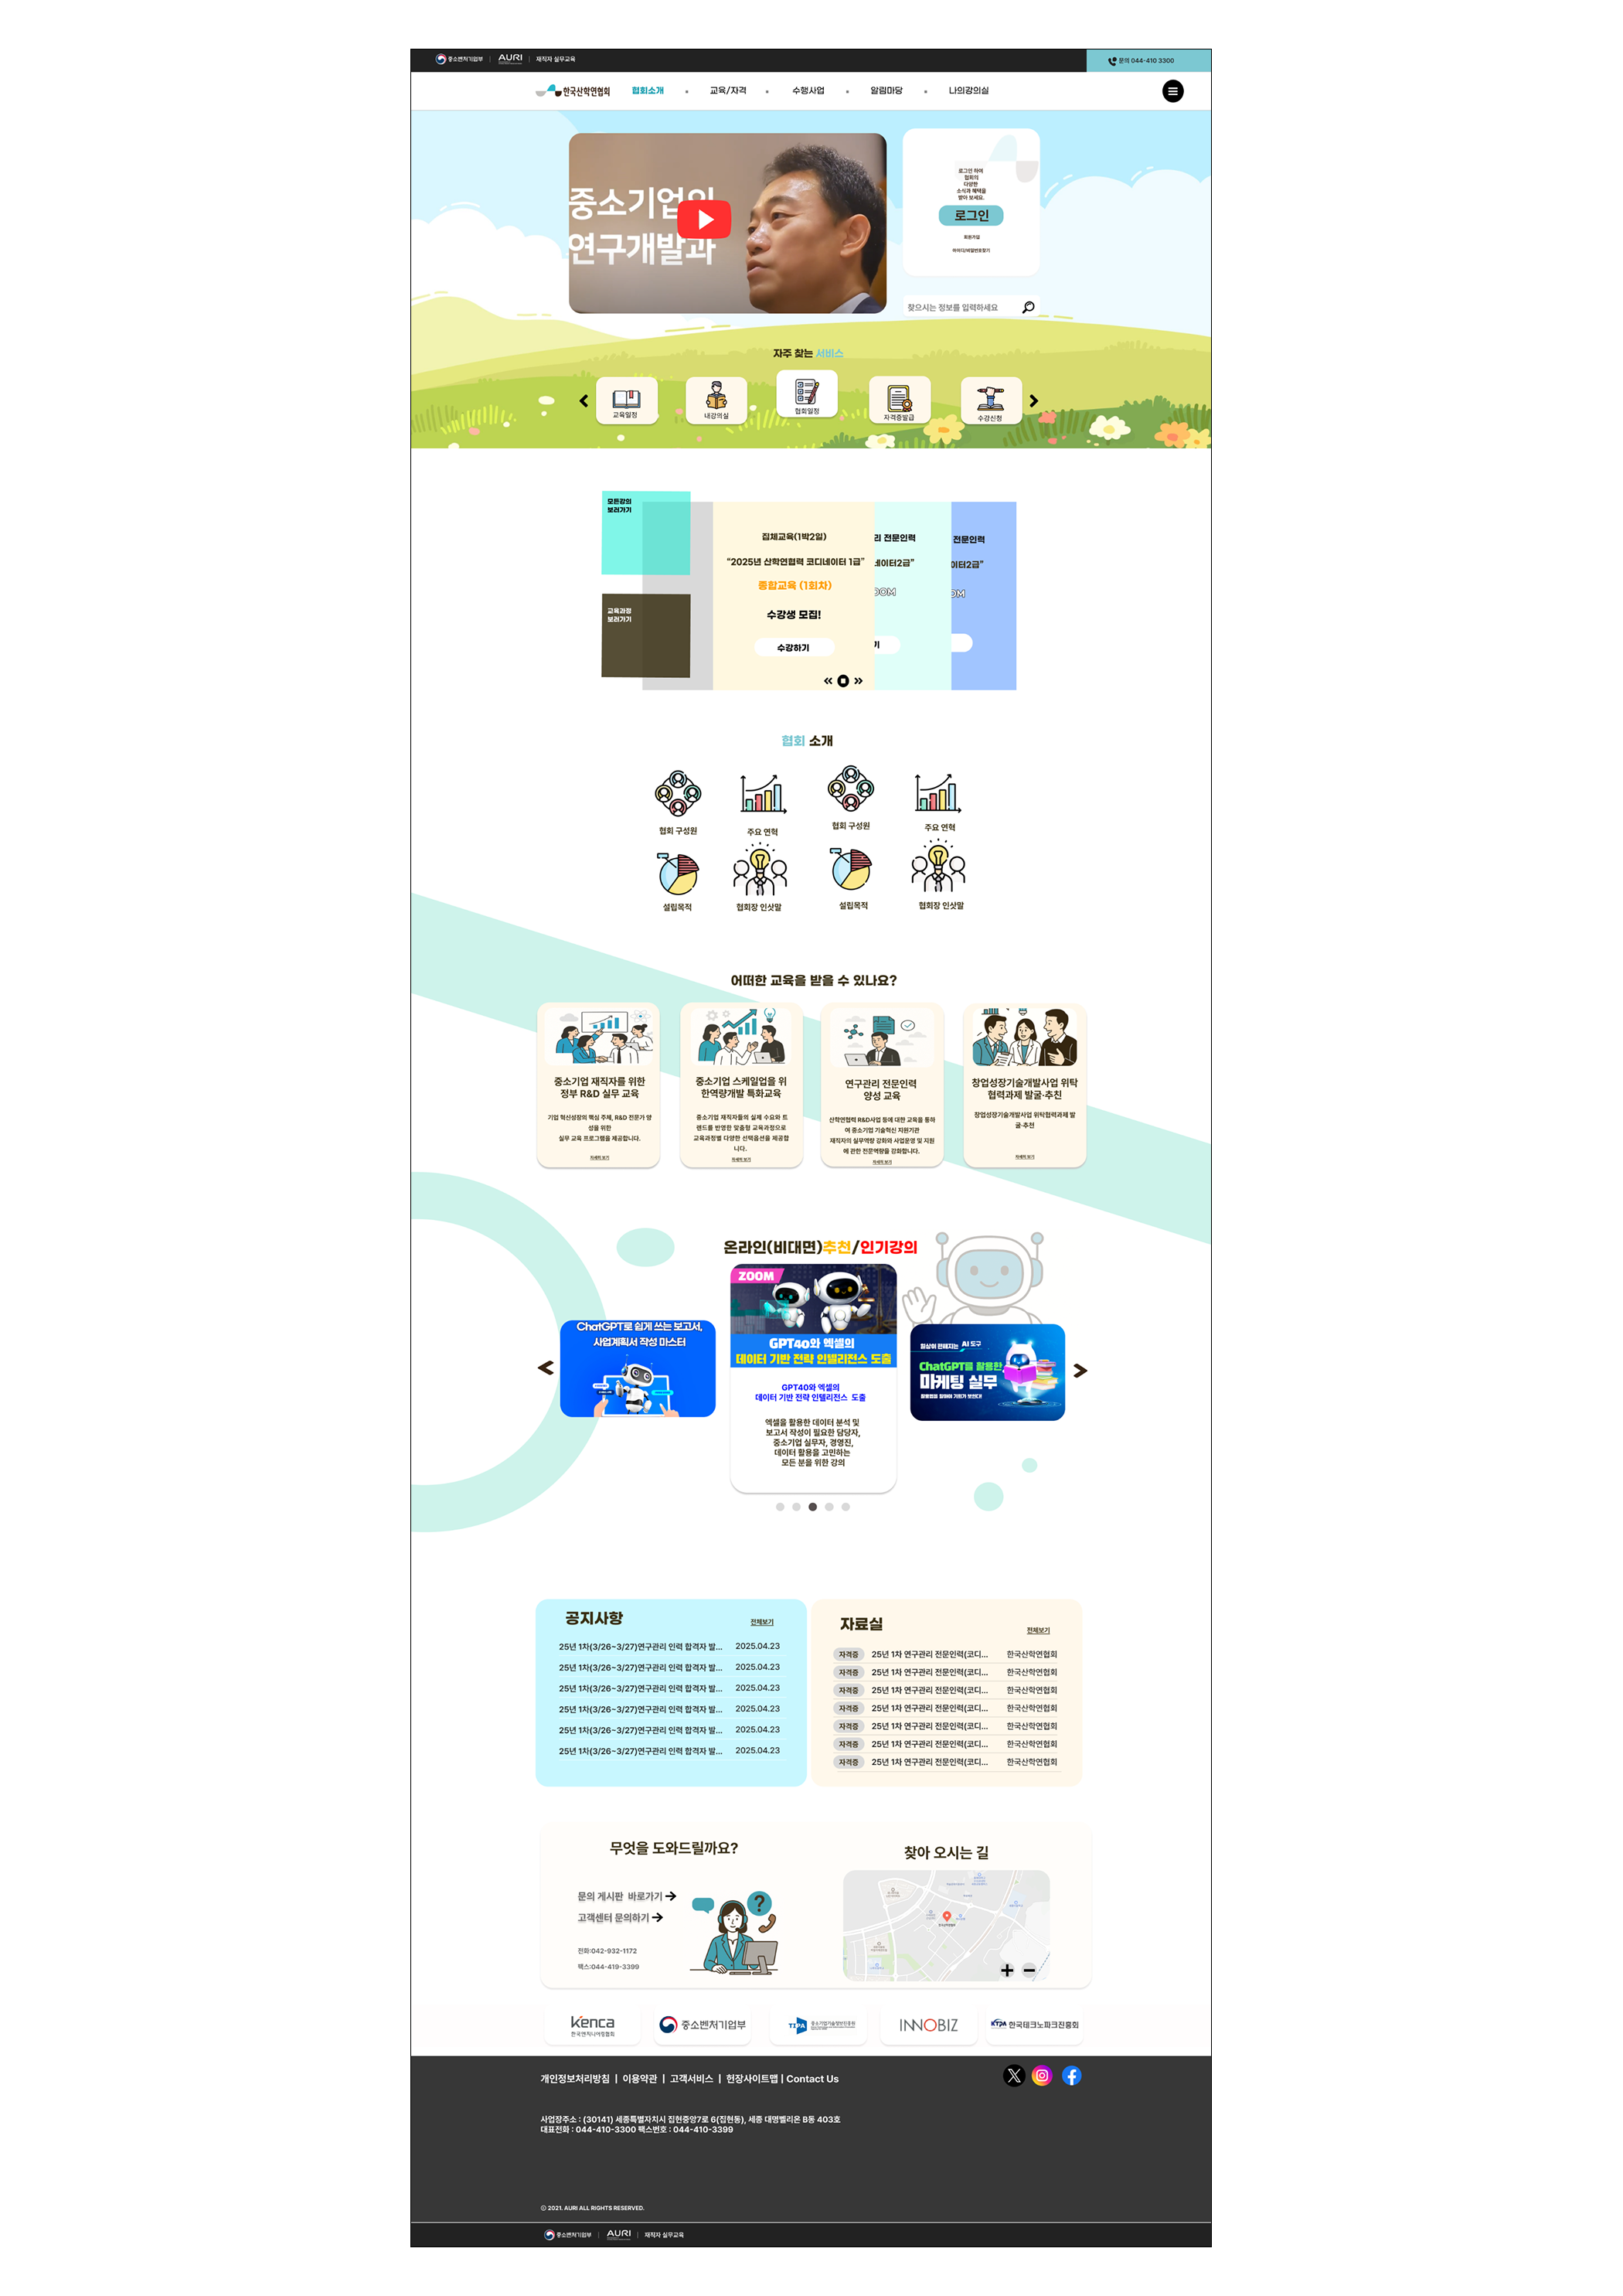 중소벤처기업부 | AURI | 재직자 실무교육
문의 044-410 3300
한국산학연협회
협회소개
교육/자격
수행사업
알림마당
나의강의실
중소기업의
연구개발과
로그인 하여
협회의
다양한
소식과 혜택을
받아 보세요.
로그인
회원가입
아이디/비밀번호찾기
찾으시는 정보를 입력하세요
자주 찾는 서비스
교육일정
내강의실
협회일정
자격증발급
수강신청
모든강의
보러가기
교육과정
보러가기
집체교육(1박2일)
“2025년 산학연협력 코디네이터 1급”
종합교육 (1회차)
수강생 모집!
수강하기
리 전문인력
네이터2급”
OOM
기
전문인력
이터2급”
OM
협회 소개
협회 구성원
주요 연혁
협회 구성원
주요 연혁
설립목적
협회장 인삿말
설립목적
협회장 인삿말
어떠한 교육을 받을 수 있나요?
중소기업 재직자를 위한
정부 R&D 실무 교육
기업 혁신성장의 핵심 주체, R&D 전문가 양
성을 위한
실무 교육 프로그램을 제공합니다.
자세히 보기
중소기업 스케일업을 위
한역량개발 특화교육
중소기업 재직자들의 실제 수요와 트
렌드를 반영한 맞춤형 교육과정으로
교육과정별 다양한 선택옵션을 제공합
니다.
자세히 보기
연구관리 전문인력
양성 교육
산학연협력 R&D사업 등에 대한 교육을 통하
여 중소기업 기술혁신 지원기관
재직자의 실무역량 강화와 사업운영 및 지원
에 관한 전문역량을 강화합니다.
자세히 보기
창업성장기술개발사업 위탁
협력과제 발굴·추친
창업성장기술개발사업 위탁협력과제 발
굴·추천
자세히 보기
온라인(비대면)추천/인기강의
ChatGPT로 쉽게 쓰는 보고서,
사업계획서 작성 마스터
ZOOM
GPT40와 엑셀의
데이터 기반 전략 인텔리전스 도출
GPT40와 엑셀의
데이터 기반 전략 인텔리전스 도출
엑셀을 활용한 데이터 분석 및
보고서 작성이 필요한 담당자,
중소기업 실무자, 경영진,
데이터 활용을 고민하는
모든 분을 위한 강의
일상이 편해지는 AI 도구
ChatGPT를 활용한
마케팅 실무
공지사항
전체보기
25년 1차(3/26~3/27)연구관리 인력 합격자 발... 2025.04.23
25년 1차(3/26~3/27)연구관리 인력 합격자 발... 2025.04.23
25년 1차(3/26~3/27)연구관리 인력 합격자 발... 2025.04.23
25년 1차(3/26~3/27)연구관리 인력 합격자 발... 2025.04.23
25년 1차(3/26~3/27)연구관리 인력 합격자 발... 2025.04.23
25년 1차(3/26~3/27)연구관리 인력 합격자 발... 2025.04.23
자료실
전체보기
자격증 25년 1차 연구관리 전문인력(코디... 한국산학연협회
자격증 25년 1차 연구관리 전문인력(코디... 한국산학연협회
자격증 25년 1차 연구관리 전문인력(코디... 한국산학연협회
자격증 25년 1차 연구관리 전문인력(코디... 한국산학연협회
자격증 25년 1차 연구관리 전문인력(코디... 한국산학연협회
자격증 25년 1차 연구관리 전문인력(코디... 한국산학연협회
자격증 25년 1차 연구관리 전문인력(코디... 한국산학연협회
무엇을 도와드릴까요?
문의 게시판 바로가기
고객센터 문의하기
전화:042-932-1172
팩스:044-419-3399
찾아 오시는 길
kenca
한국엔지니어링협회
중소벤처기업부
TIPA 중소기업기술정보진흥원
INNOBIZ
KTPA 한국테크노파크진흥회
개인정보처리방침 | 이용약관 | 고객서비스 | 헌장사이트맵 | Contact Us
사업장주소 : (30141) 세종특별자치시 집현중앙7로 6(집현동), 세종 대명벨리온 B동 403호
대표전화 : 044-410-3300 팩스번호 : 044-410-3399
© 2021. AURI ALL RIGHTS RESERVED.
중소벤처기업부 | AURI | 재직자 실무교육